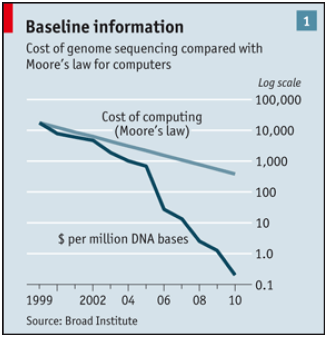 Baseline information
1
Cost of genome sequencing compared with
Moore's law for computers
Log scale
100,000
Cost of computing
(Moore's law)
10,000
1,000
100
10
$ per million DNA bases
1.0
0.1
1999 2002 04 06 08 10
Source: Broad Institute